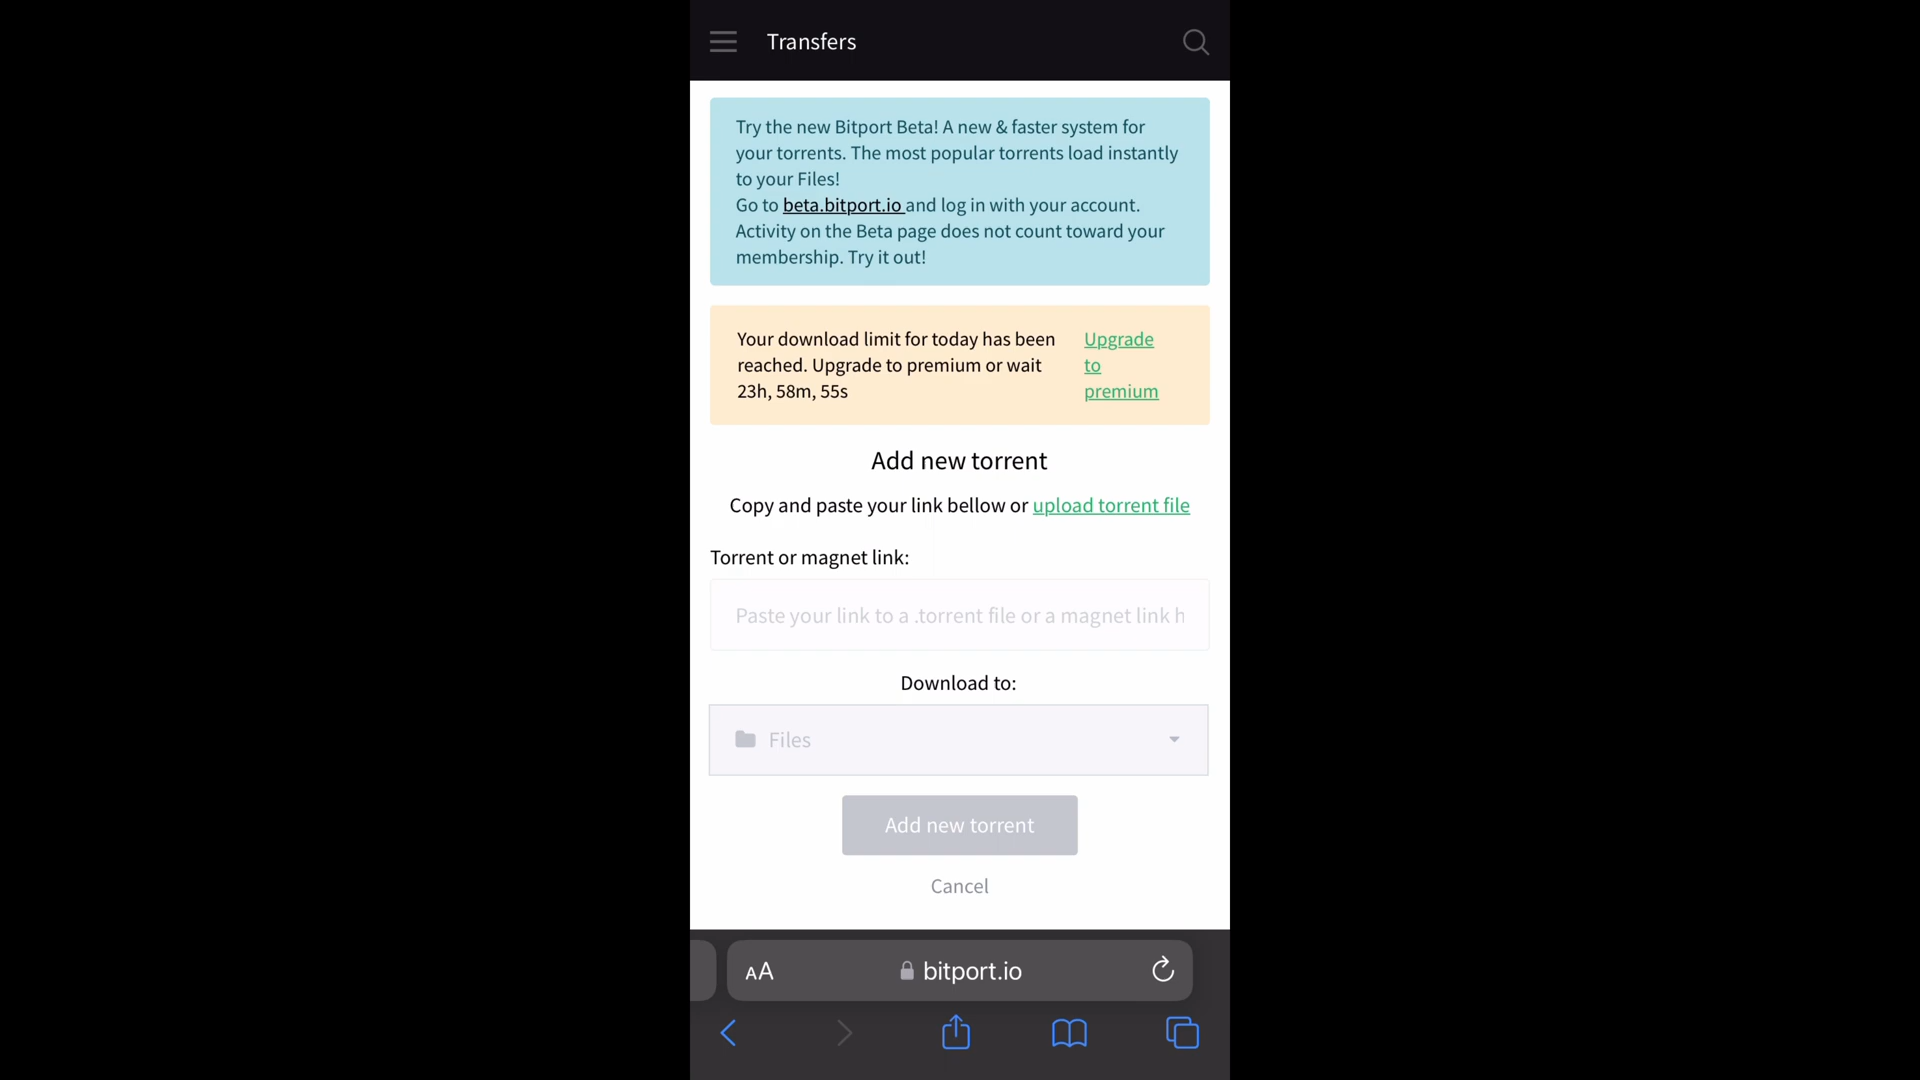 Transfers
Try the new Bitport Beta! A new & faster system for
your torrents. The most popular torrents load instantly
to your Files!
Go to beta.bitport.io and log in with your account.
Activity on the Beta page does not count toward your
membership. Try it out!
Your download limit for today has been
reached. Upgrade to premium or wait
23h, 58m, 55s
Upgrade
to
premium
Add new torrent
Copy and paste your link bellow or upload torrent file
Torrent or magnet link:
Paste your link to a .torrent file or a magnet link h
Download to:
Files
Add new torrent
Cancel
AA
bitport.io